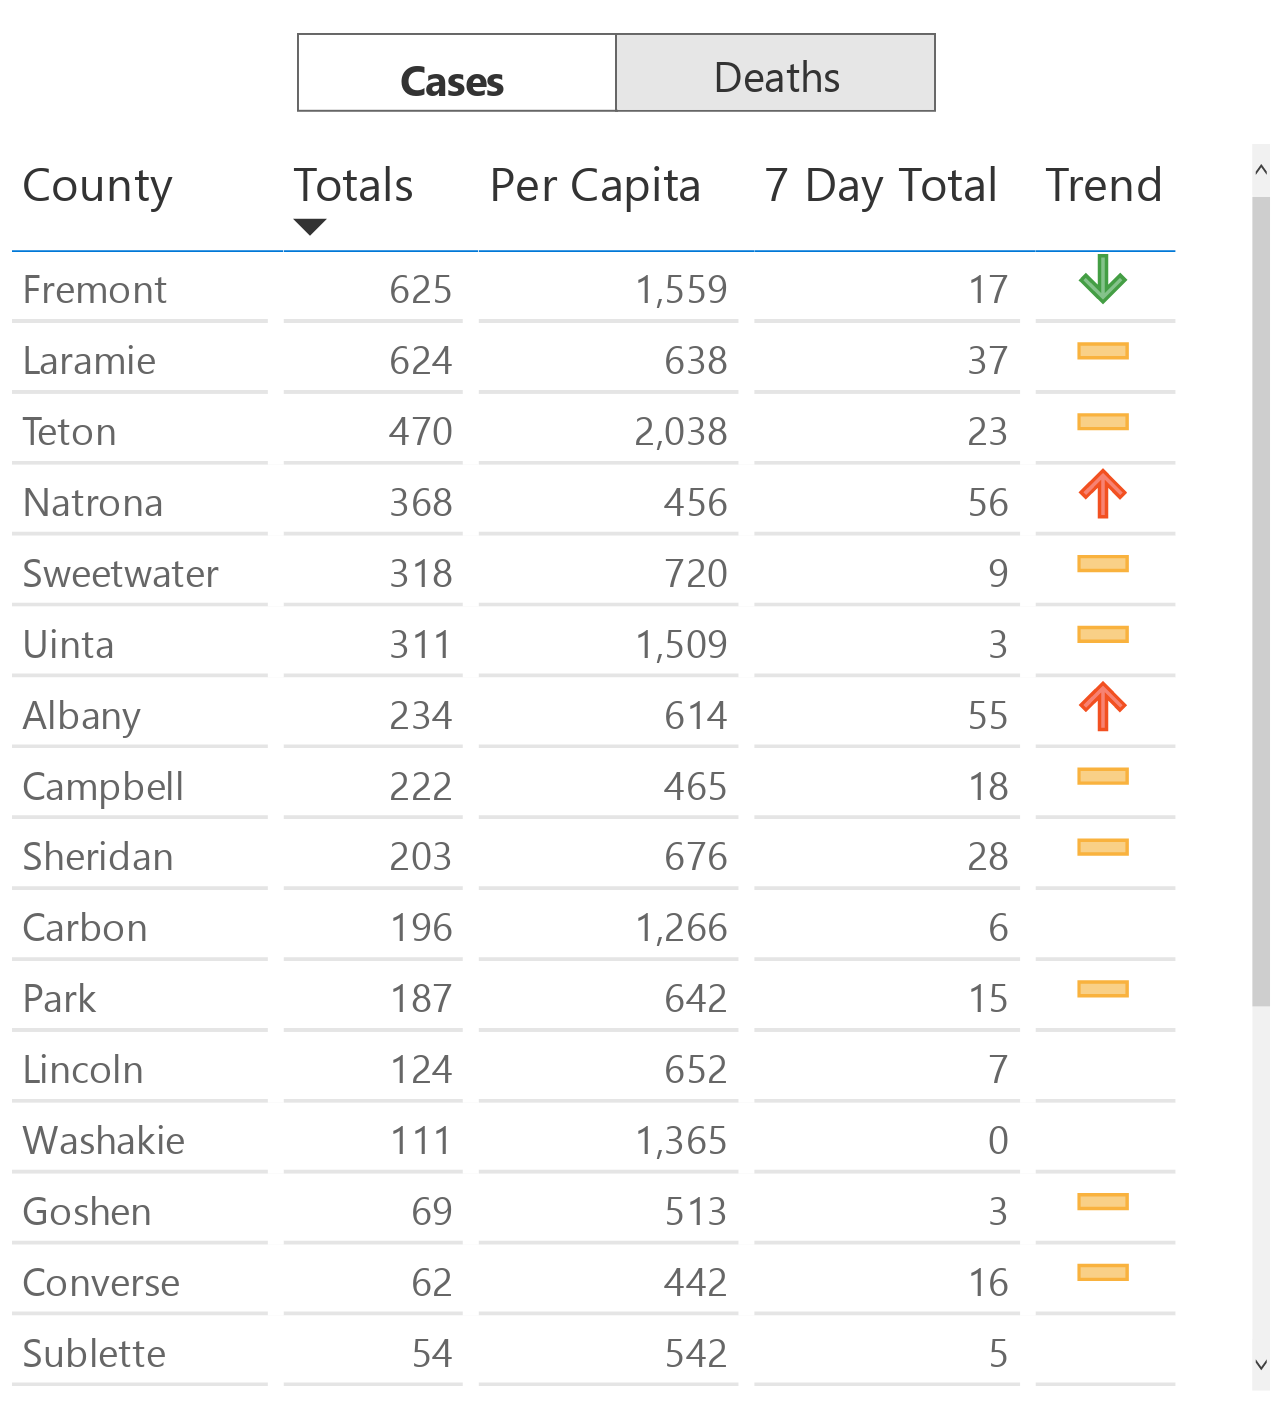 Cases Deaths
County Totals Per Capita 7 Day Total Trend
Fremont 625 1,559 17
Laramie 624 638 37
Teton 470 2,038 23
Natrona 368 456 56
Sweetwater 318 720 9
Uinta 311 1,509 3
Albany 234 614 55
Campbell 222 465 18
Sheridan 203 676 28
Carbon 196 1,266 6
Park 187 642 15
Lincoln 124 652 7
Washakie 111 1,365 0
Goshen 69 513 3
Converse 62 442 16
Sublette 54 542 5